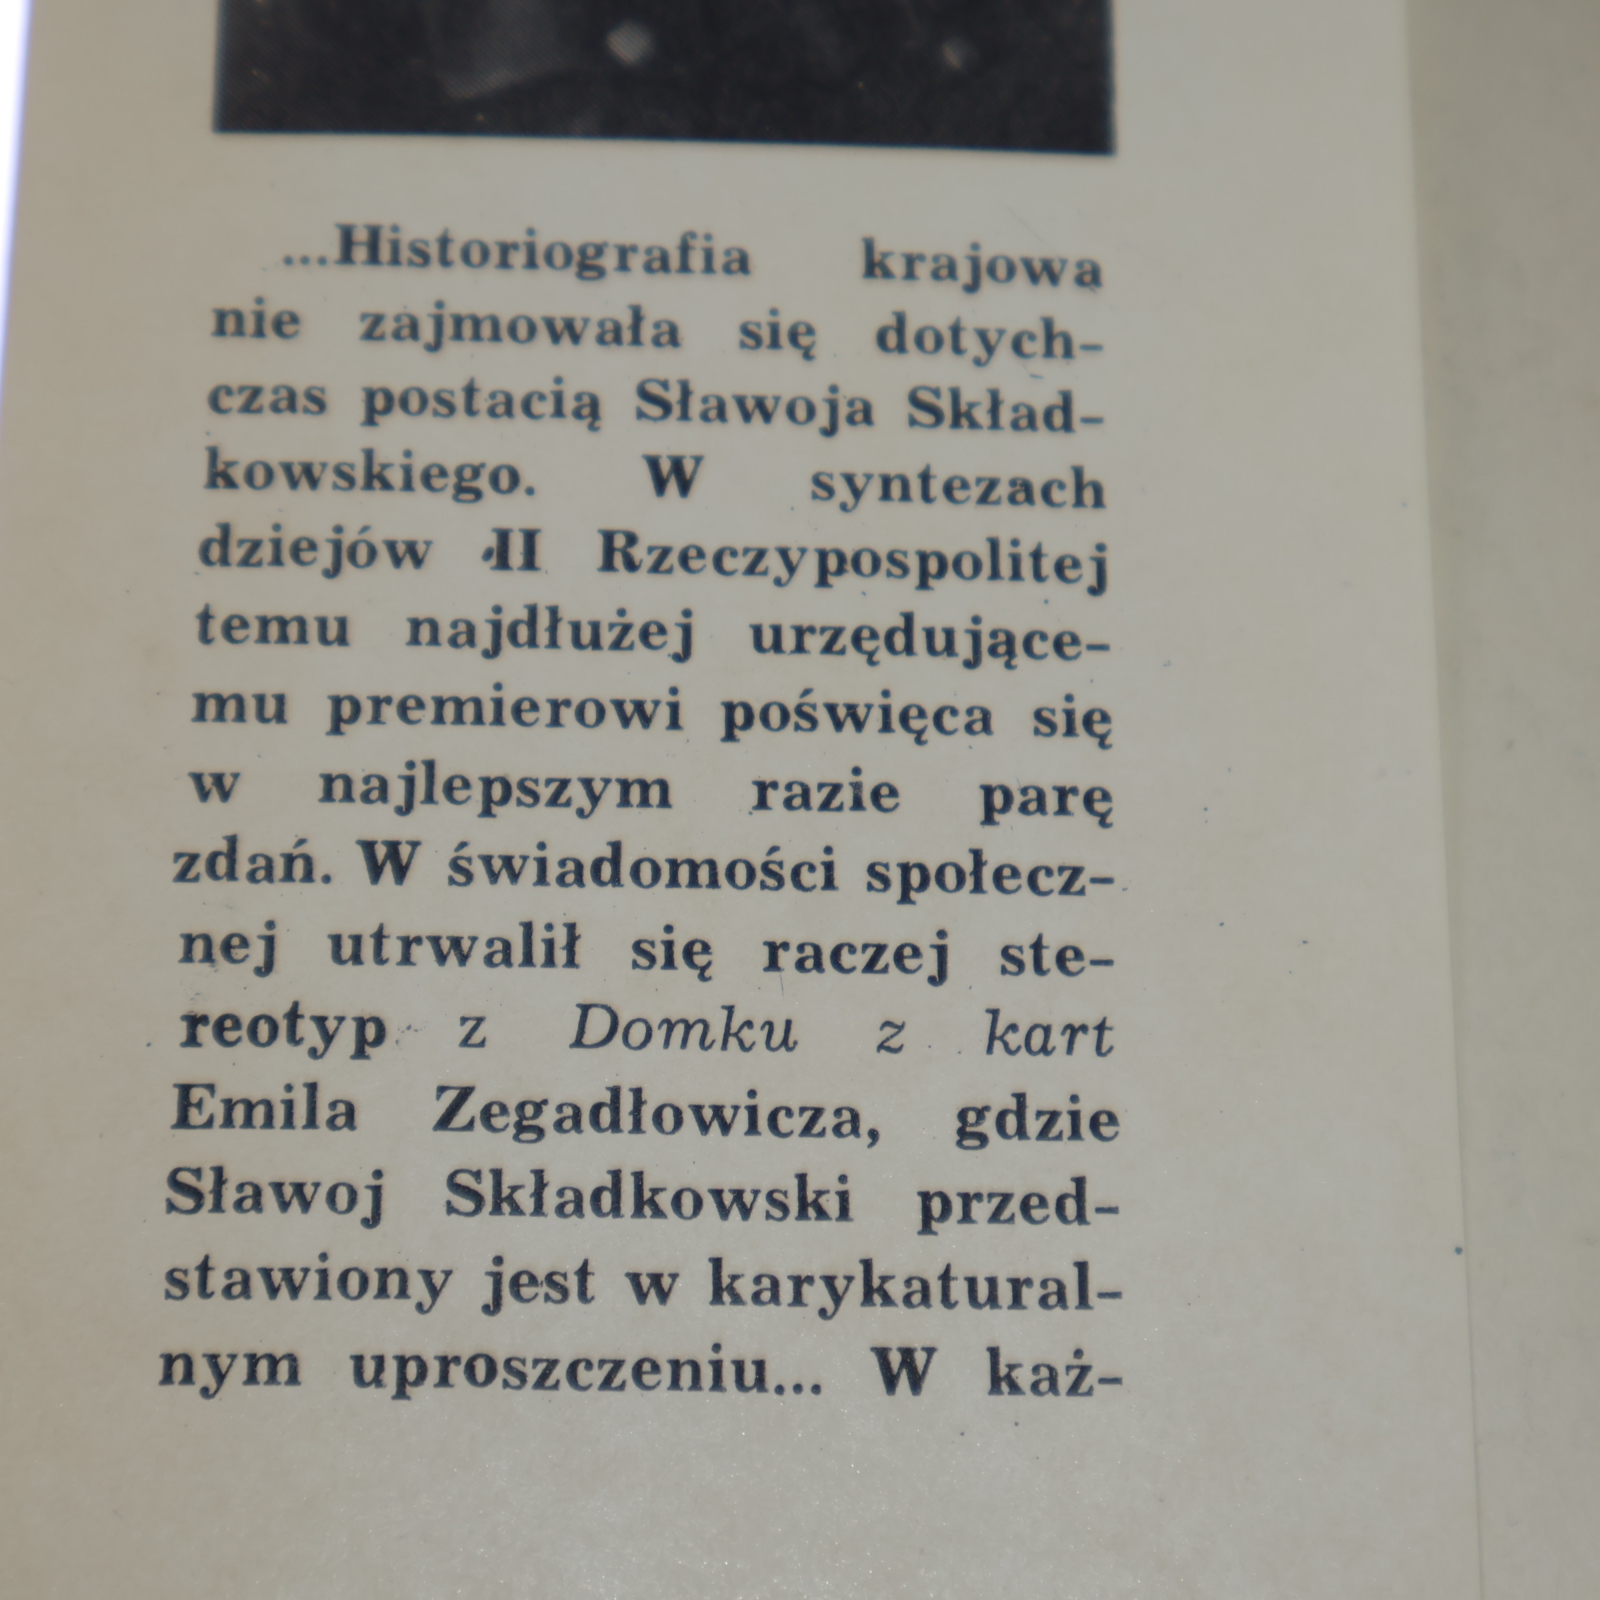 ...Historiografia krajowa
nie zajmowała się dotych-
czas postacią Sławoja Skład-
kowskiego. W syntezach
dziejów II Rzeczypospolitej
temu najdłużej urzędujące-
mu premierowi poświęca się
w najlepszym razie parę
zdań. W świadomości społecz-
nej utrwalił się raczej ste-
reotyp z Domku z kart
Emila Zegadłowicza, gdzie
Sławoj Składkowski przed-
stawiony jest w karykatural-
nym uproszczeniu... W każ-